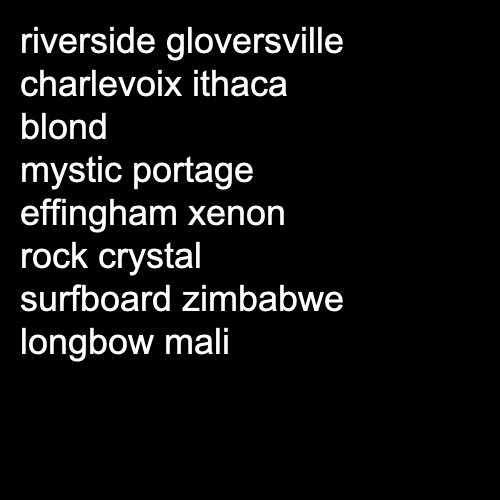 riverside gloversville
charlevoix ithaca
blond
mystic portage
effingham xenon
rock crystal
surfboard zimbabwe
longbow mali